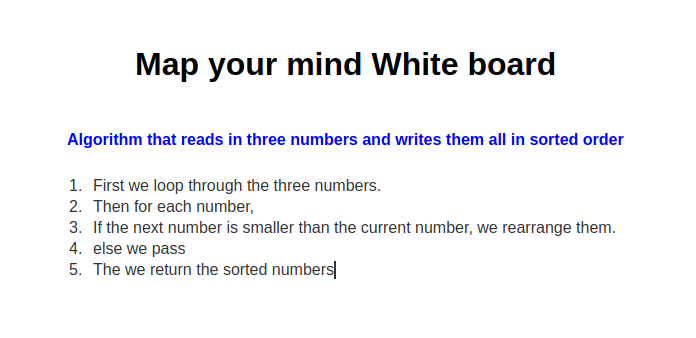 Map your mind White board
Algorithm that reads in three numbers and writes them all in sorted order
1. First we loop through the three numbers.
2. Then for each number,
3. If the next number is smaller than the current number, we rearrange them.
4. else we pass
5. The we return the sorted numbers